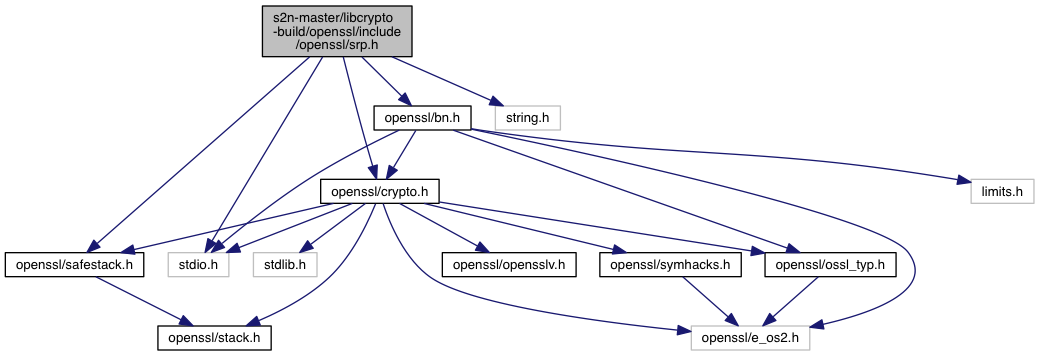 s2n-master/libcrypto
-build/openssl/include
/openssl/srp.h
openssl/bn.h
string.h
openssl/crypto.h
limits.h
openssl/safestack.h
stdio.h
stdlib.h
openssl/opensslv.h
openssl/symhacks.h
openssl/ossl_typ.h
openssl/stack.h
openssl/e_os2.h